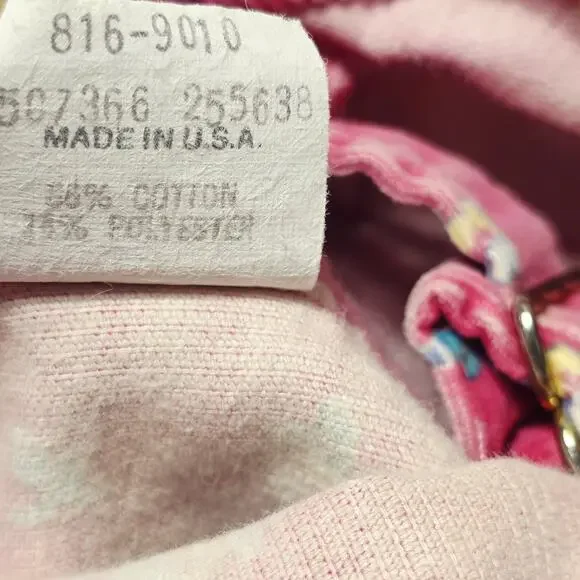 816-9010
507366 255638
MADE IN U.S.A.
COTTON
POLYESTER